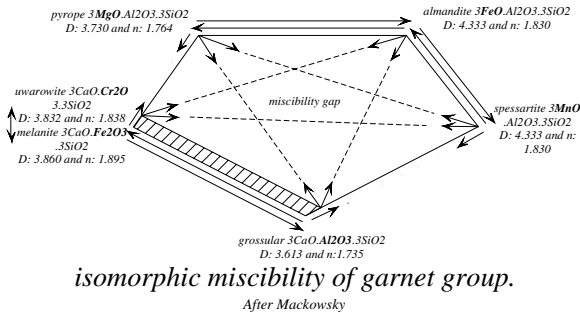 pyrope 3MgO.Al2O3.3SiO2
D: 3.730 and n: 1.764
almandite 3FeO.Al2O3.3SiO2
D: 4.333 and n: 1.830
uwarowite 3CaO.Cr2O
3.3SiO2
D: 3.832 and n: 1.838
melanite 3CaO.Fe2O3
.3SiO2
D: 3.860 and n: 1.895
miscibility gap
spessartite 3MnO
.Al2O3.3SiO2
D: 4.333 and n:
1.830
grossular 3CaO.Al2O3.3SiO2
D: 3.613 and n:1.735
isomorphic miscibility of garnet group.
After Mackowsky